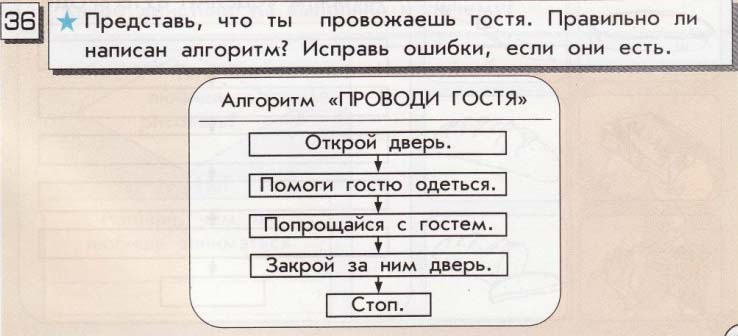 36
★ Представь, что ты провожаешь гостя. Правильно ли
написан алгоритм? Исправь ошибки, если они есть.
Алгоритм «ПРОВОДИ ГОСТЯ»
Открой дверь.
Помоги гостю одеться.
Попрощайся с гостем.
Закрой за ним дверь.
Стоп.